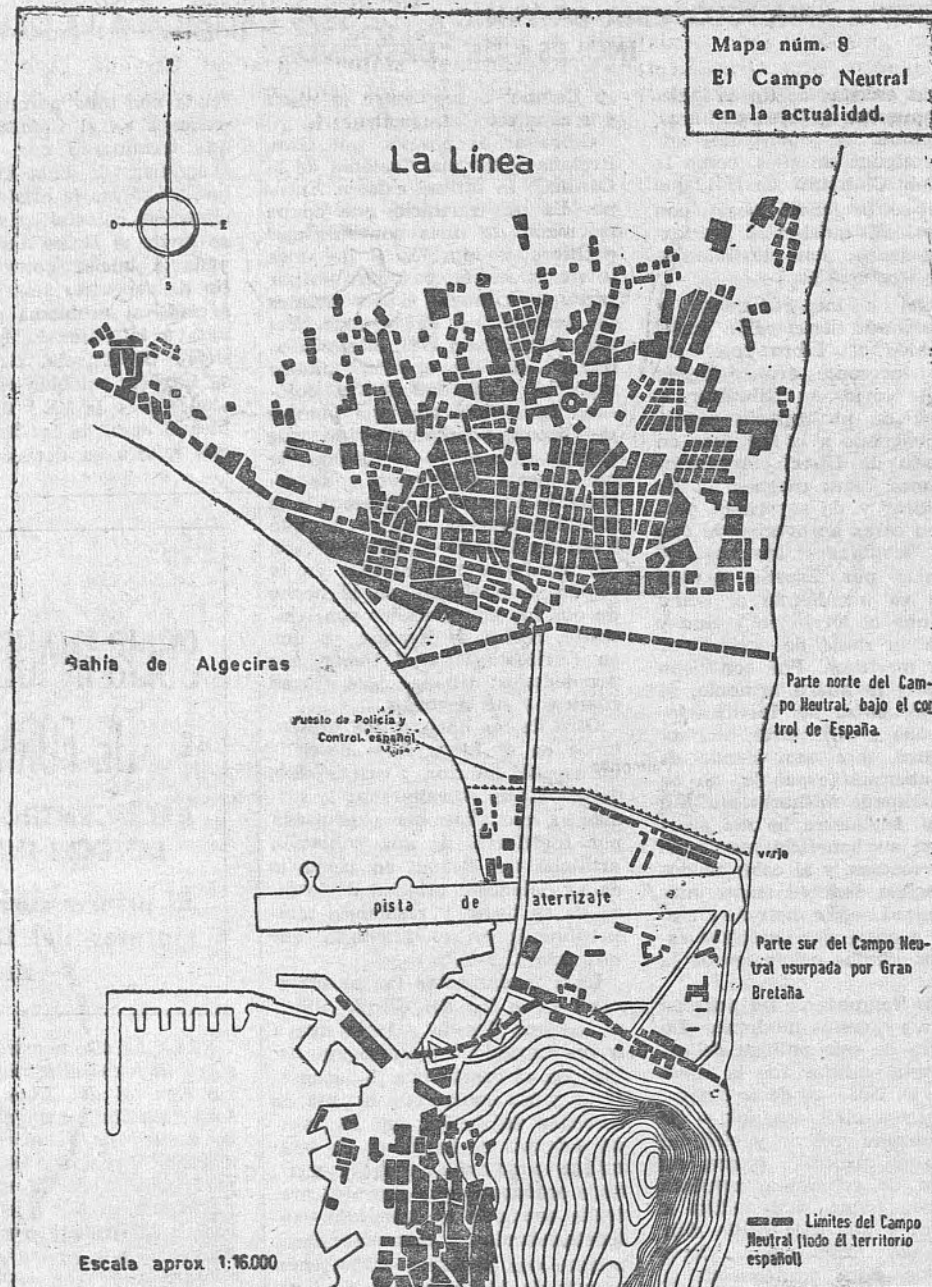 Mapa núm. 8
El Campo Neutral
en la actualidad.
La Línea
Bahía de Algeciras
Puesto de Policía y
Control español
Parte norte del Cam-
po Neutral, bajo el con
trol de España.
verja
pista de aterrizaje
Parte sur del Campo Neu-
tral usurpada por Gran
Bretaña.
Limites del Campo
Neutral (todo él territorio
español)
Escala aprox 1:16.000